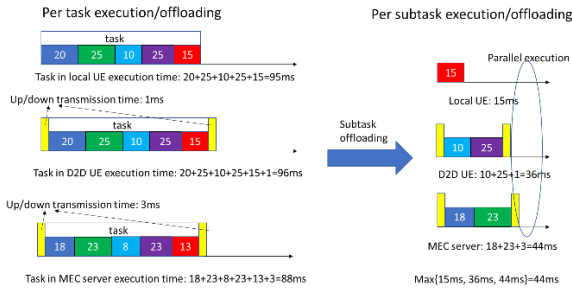 Per task execution/offloading
task
20 25 10 25 15
Task in local UE execution time: 20+25+10+25+15=95ms
Up/down transmission time: 1ms
task
20 25 10 25 15
Task in D2D UE execution time: 20+25+10+25+15+1=96ms
Up/down transmission time: 3ms
task
18 23 8 23 13
Task in MEC server execution time: 18+23+8+23+13+3=88ms
Subtask
offloading
Per subtask execution/offloading
Parallel execution
15
Local UE: 15ms
10 25
D2D UE: 10+25+1=36ms
18 23
MEC server: 18+23+3=44ms
Max{15ms, 36ms, 44ms}=44ms